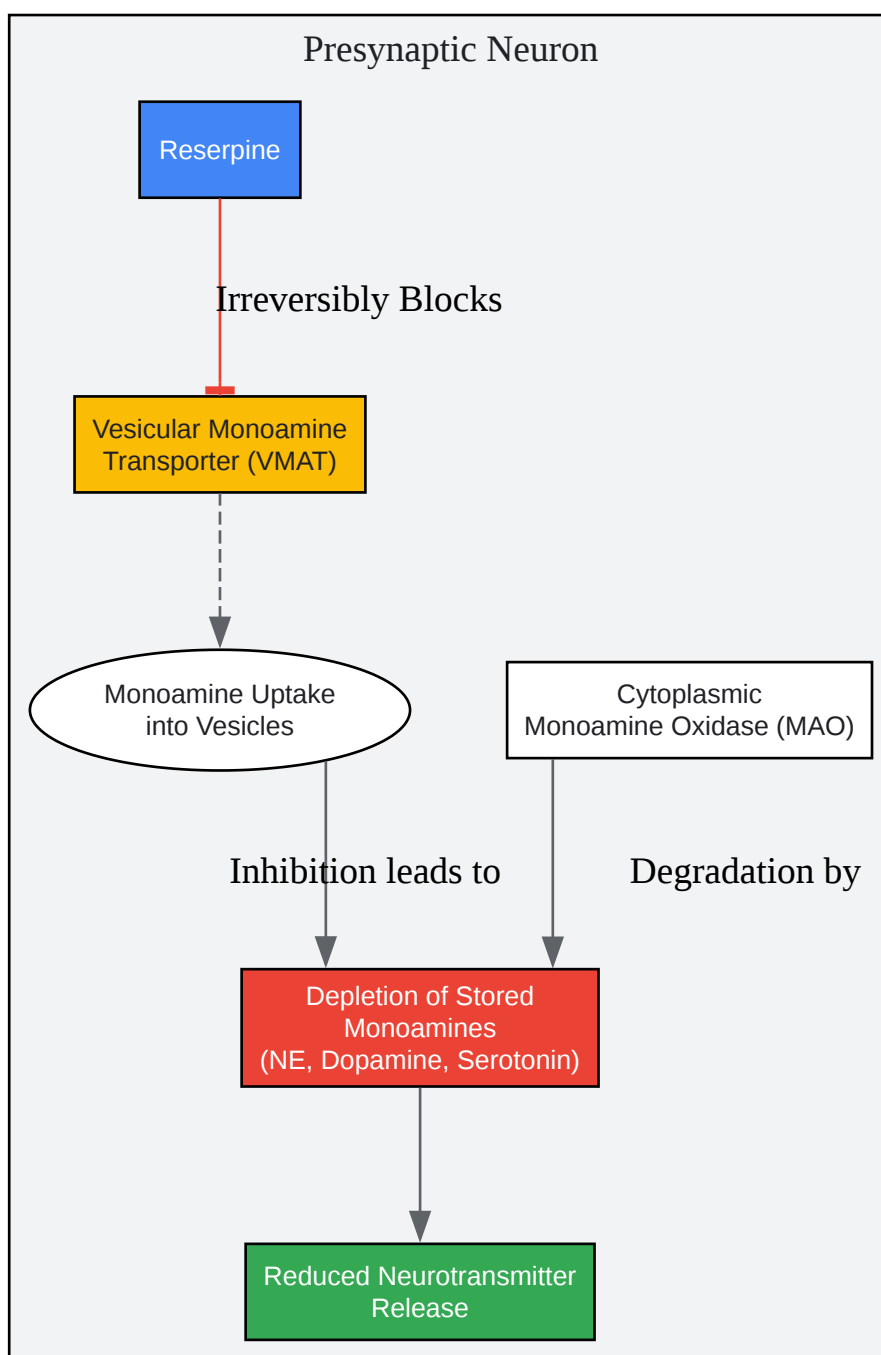 Presynaptic Neuron
Reserpine
Irreversibly Blocks
Vesicular Monoamine
Transporter (VMAT)
Monoamine Uptake
into Vesicles
Cytoplasmic
Monoamine Oxidase (MAO)
Inhibition leads to
Degradation by
Depletion of Stored
Monoamines
(NE, Dopamine, Serotonin)
Reduced Neurotransmitter
Release